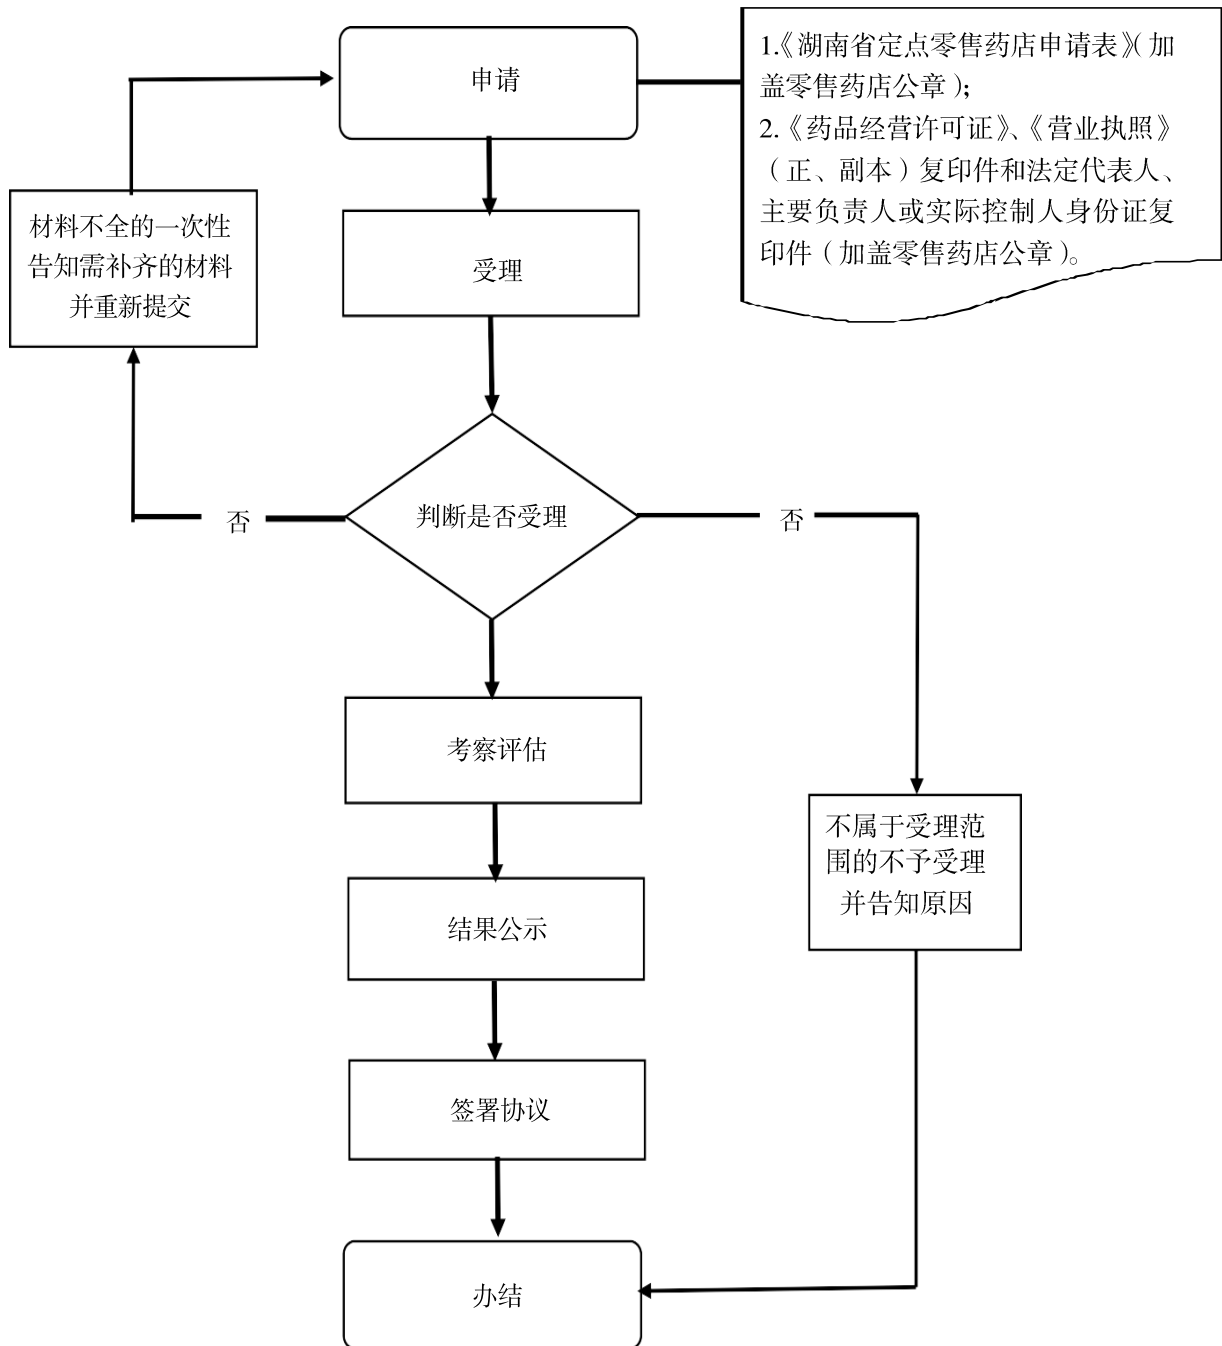 申请
1.《湖南省定点零售药店申请表》（加
盖零售药店公章）；
2.《药品经营许可证》、《营业执照》
（正、副本）复印件和法定代表人、
主要负责人或实际控制人身份证复
印件（加盖零售药店公章）。
材料不全的一次性
告知需补齐的材料
并重新提交
受理
判断是否受理
否
否
考察评估
不属于受理范
围的不予受理
并告知原因
结果公示
签署协议
办结